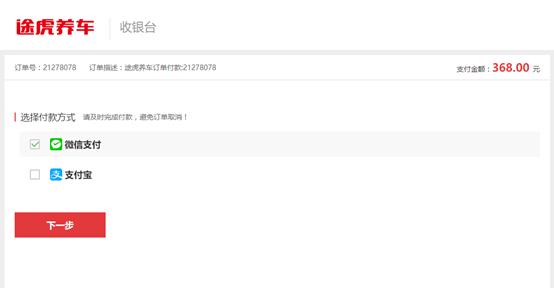 途虎养车 收银台
订单号：21278078 订单描述：途虎养车订单付款:21278078 支付金额：368.00 元
选择付款方式 请及时完成付款，避免订单取消！
微信支付
支 支付宝
下一步